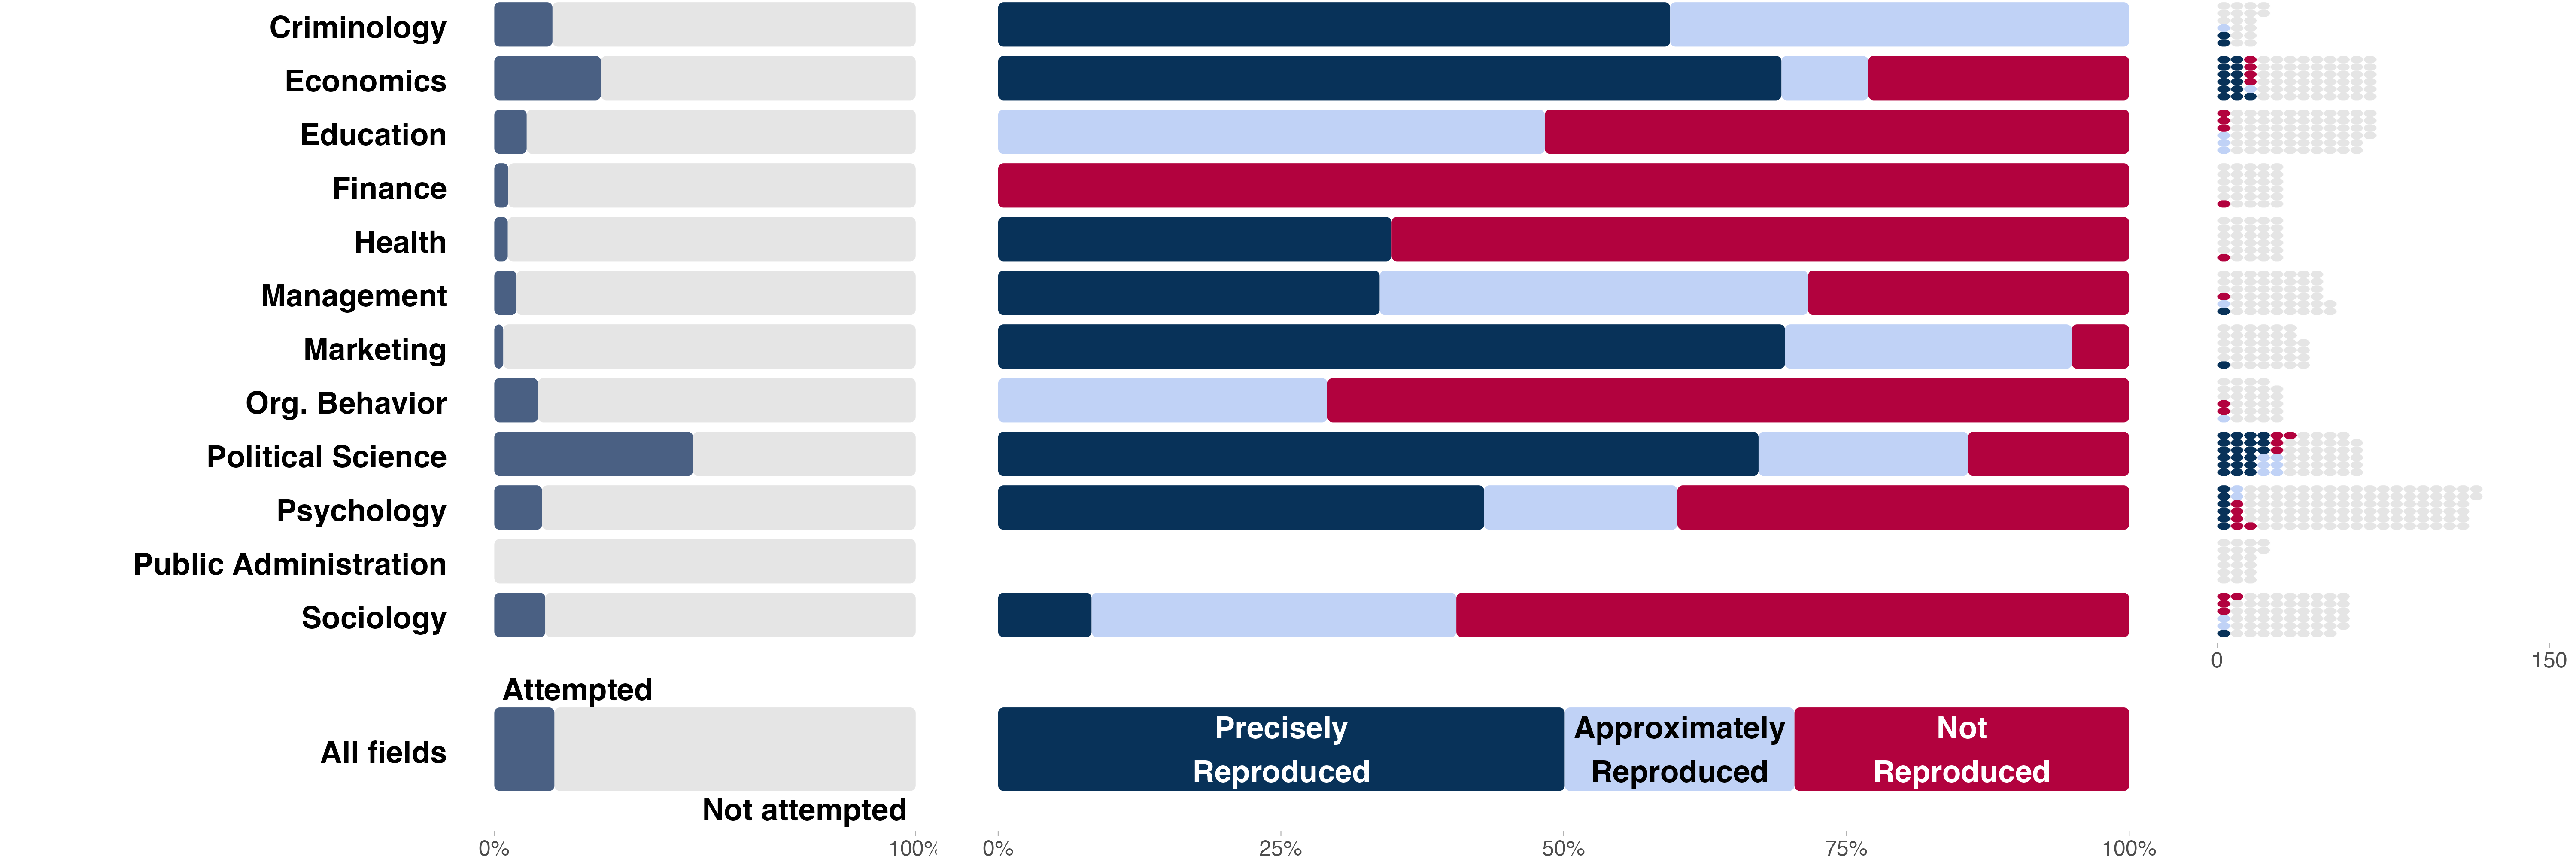 Criminology
Economics
Education
Finance
Health
Management
Marketing
Org. Behavior
Political Science
Psychology
Public Administration
Sociology
0 150
Attempted
All fields
Precisely Reproduced
Approximately Reproduced
Not Reproduced
Not attempted
0% 100%
0% 25% 50% 75% 100%